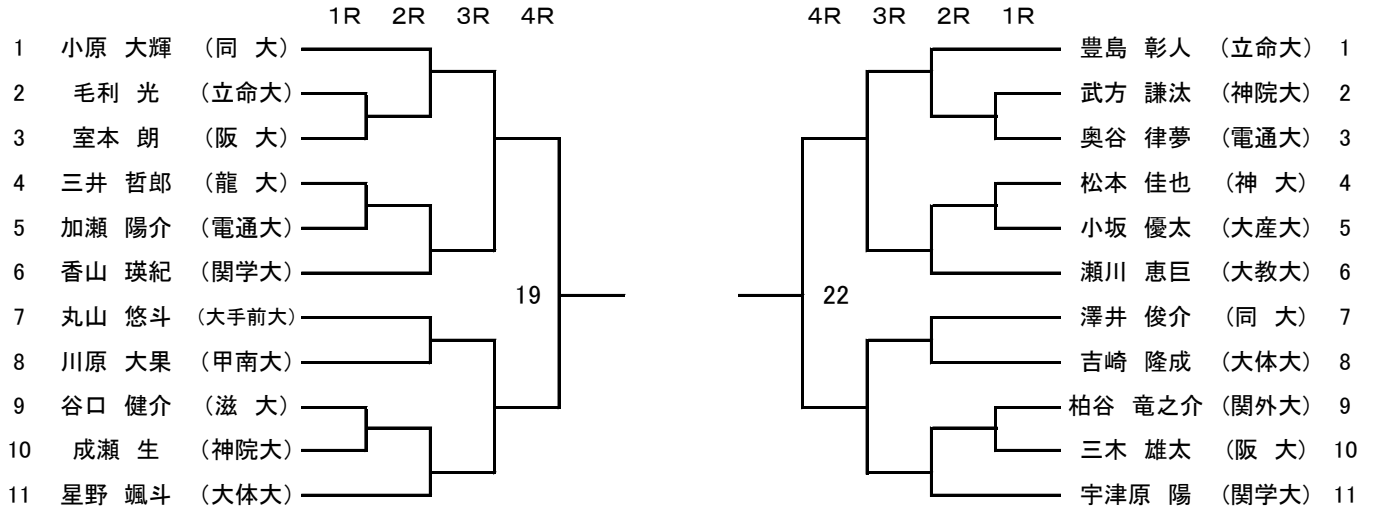 1R 2R 3R 4R
1 小原 大輝 (同 大)
2 毛利 光 (立命大)
3 室本 朗 (阪 大)
4 三井 哲郎 (龍 大)
5 加瀬 陽介 (電通大)
6 香山 瑛紀 (関学大)
19
7 丸山 悠斗 (大手前大)
8 川原 大果 (甲南大)
9 谷口 健介 (滋 大)
10 成瀬 生 (神院大)
11 星野 颯斗 (大体大)
4R 3R 2R 1R
豊島 彰人 (立命大) 1
武方 謙汰 (神院大) 2
奥谷 律夢 (電通大) 3
松本 佳也 (神 大) 4
小坂 優太 (大産大) 5
瀬川 恵巨 (大教大) 6
22
澤井 俊介 (同 大) 7
吉崎 隆成 (大体大) 8
柏谷 竜之介 (関外大) 9
三木 雄太 (阪 大) 10
宇津原 陽 (関学大) 11